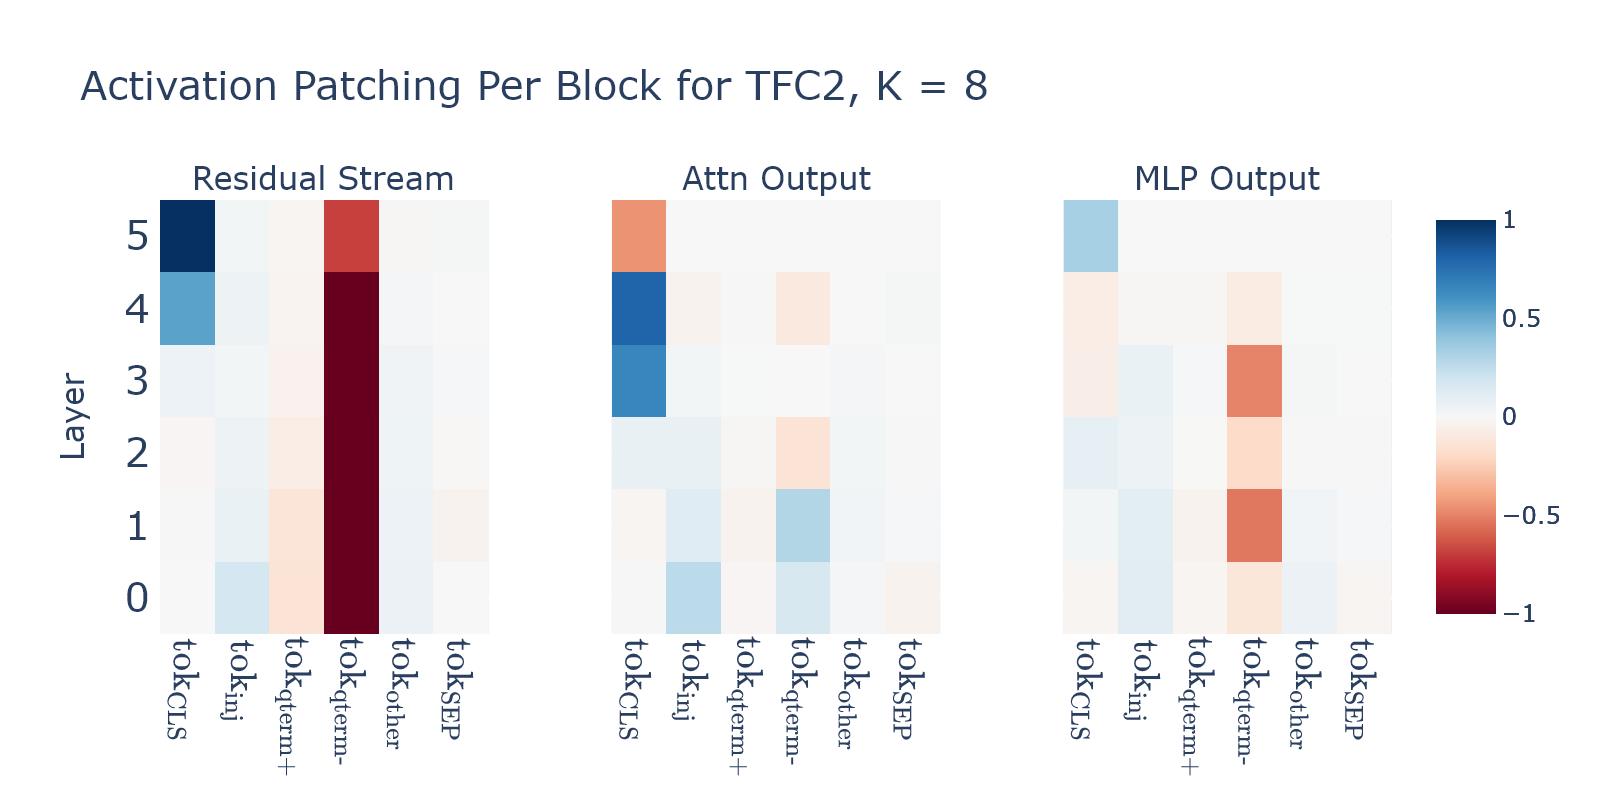 Activation Patching Per Block for TFC2, K = 8
Residual Stream
Attn Output
MLP Output
Layer
5
4
3
2
1
0
tokCLS
tokinj
tokqterm+
tokqterm-
tokother
tokSEP
tokCLS
tokinj
tokqterm+
tokqterm-
tokother
tokSEP
tokCLS
tokinj
tokqterm+
tokqterm-
tokother
tokSEP
1
0.5
0
−0.5
−1